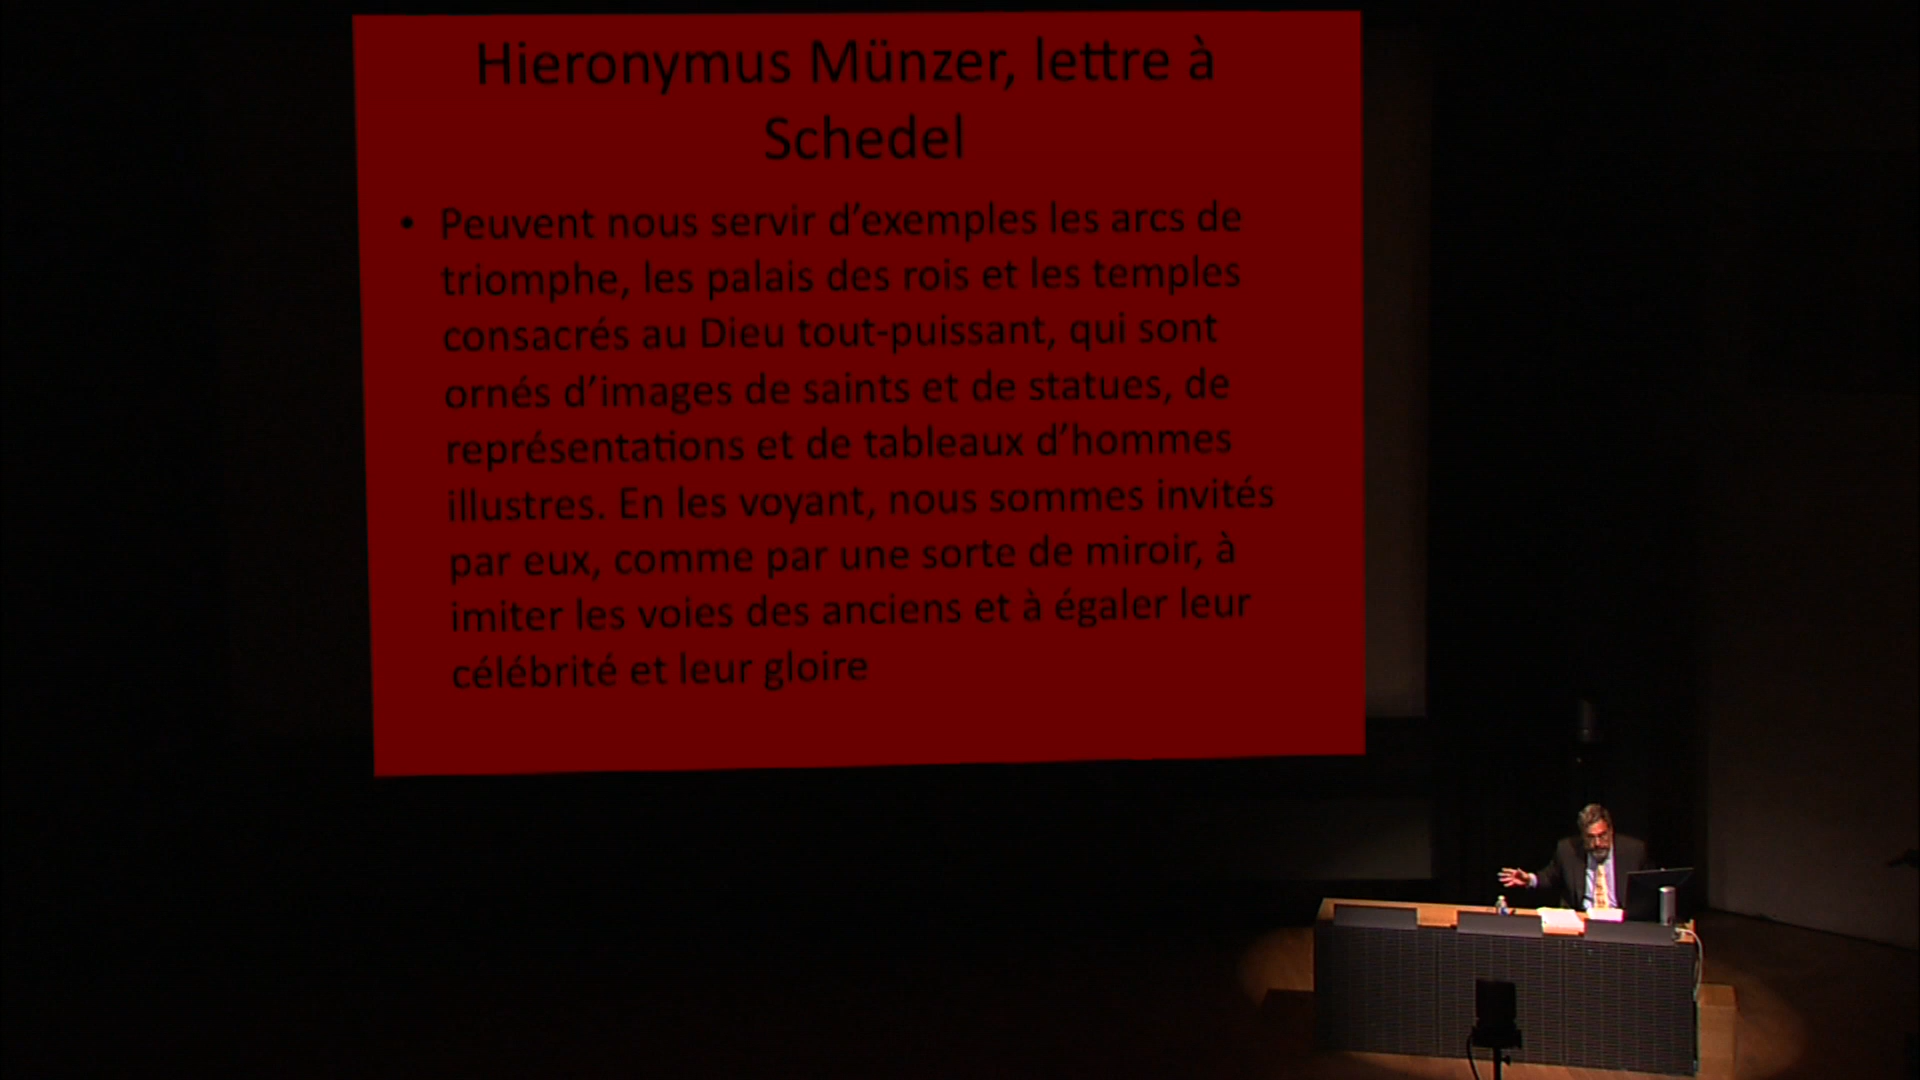 Hieronymus Münzer, lettre à
Schedel
• Peuvent nous servir d’exemples les arcs de
triomphe, les palais des rois et les temples
consacrés au Dieu tout-puissant, qui sont
ornés d’images de saints et de statues, de
représentations et de tableaux d’hommes
illustres. En les voyant, nous sommes invités
par eux, comme par une sorte de miroir, à
imiter les voies des anciens et à égaler leur
célébrité et leur gloire